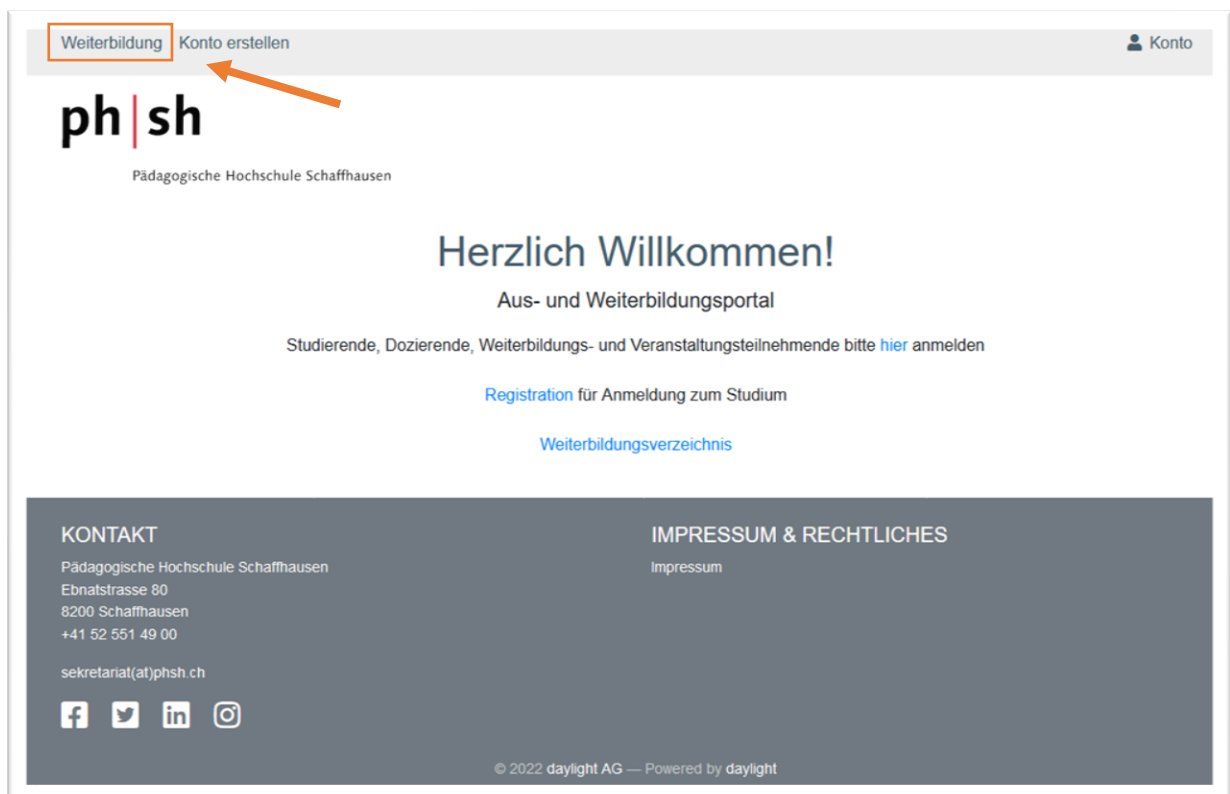 Weiterbildung Konto erstellen Konto
ph|sh
Pädagogische Hochschule Schaffhausen
Herzlich Willkommen!
Aus- und Weiterbildungsportal
Studierende, Dozierende, Weiterbildungs- und Veranstaltungsteilnehmende bitte hier anmelden
Registration für Anmeldung zum Studium
Weiterbildungsverzeichnis
KONTAKT
Pädagogische Hochschule Schaffhausen
Ebnatstrasse 80
8200 Schaffhausen
+41 52 551 49 00
sekretariat(at)phsh.ch
IMPRESSUM & RECHTLICHES
Impressum
© 2022 daylight AG — Powered by daylight